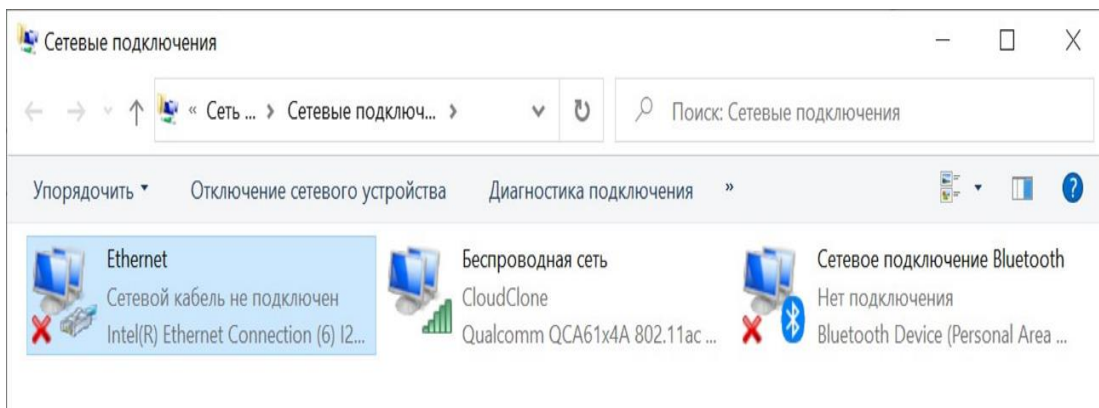 Сетевые подключения
« Сеть ... > Сетевые подключ... >
Поиск: Сетевые подключения
Упорядочить
Отключение сетевого устройства
Диагностика подключения
»
Ethernet
Сетевой кабель не подключен
Intel(R) Ethernet Connection (6) I2...
Беспроводная сеть
CloudClone
Qualcomm QCA61x4A 802.11ac ...
Сетевое подключение Bluetooth
Нет подключения
Bluetooth Device (Personal Area ...